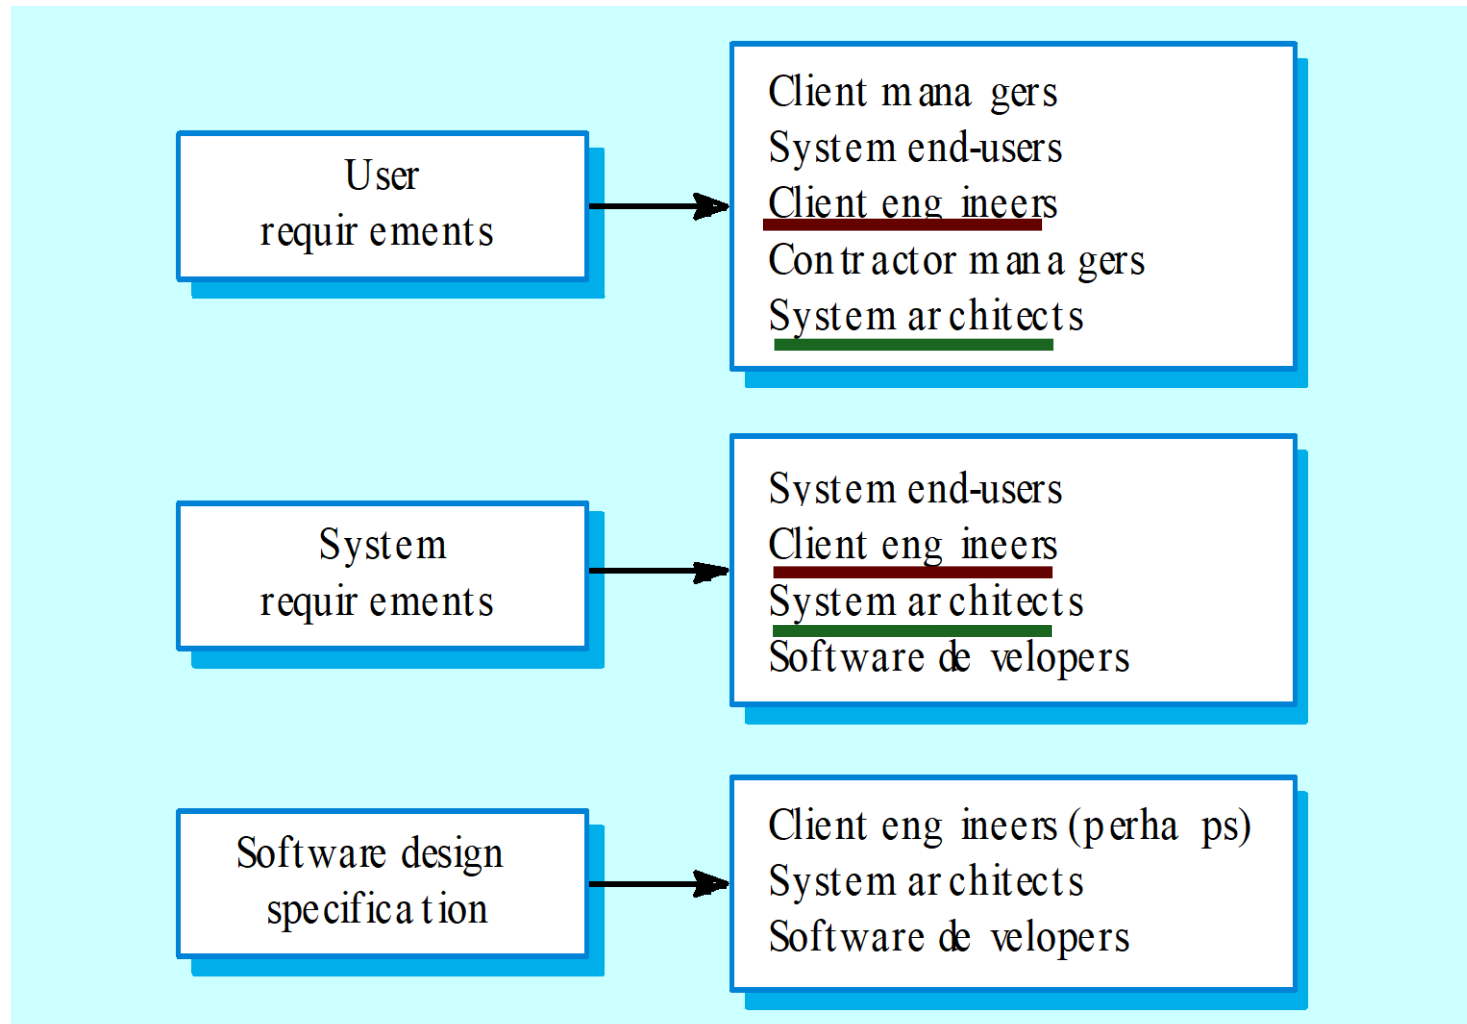 User
requirements
Client managers
System end-users
Client engineers
Contractor managers
System architects
System
requirements
System end-users
Client engineers
System architects
Software developers
Software design
specification
Client engineers (perhaps)
System architects
Software developers